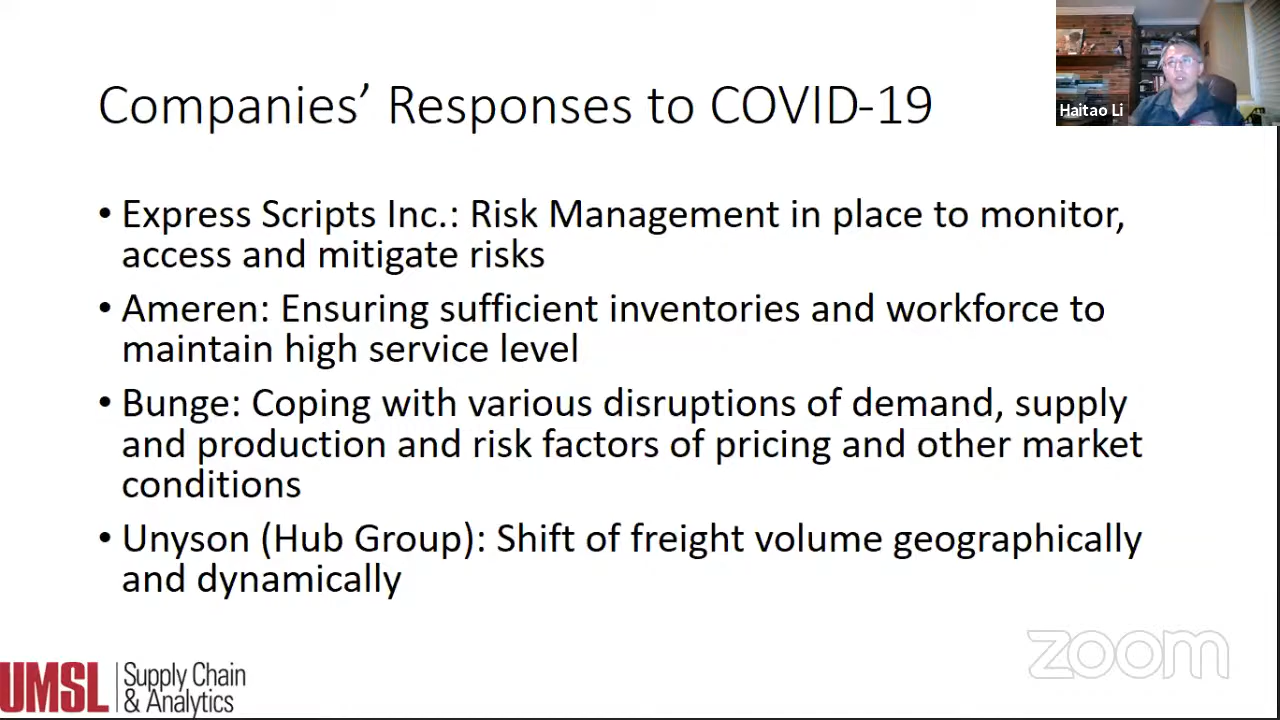 Companies’ Responses to COVID-19
Haitao Li
• Express Scripts Inc.: Risk Management in place to monitor,
access and mitigate risks
• Ameren: Ensuring sufficient inventories and workforce to
maintain high service level
• Bunge: Coping with various disruptions of demand, supply
and production and risk factors of pricing and other market
conditions
• Unyson (Hub Group): Shift of freight volume geographically
and dynamically
zoom
UMSL
Supply Chain
& Analytics